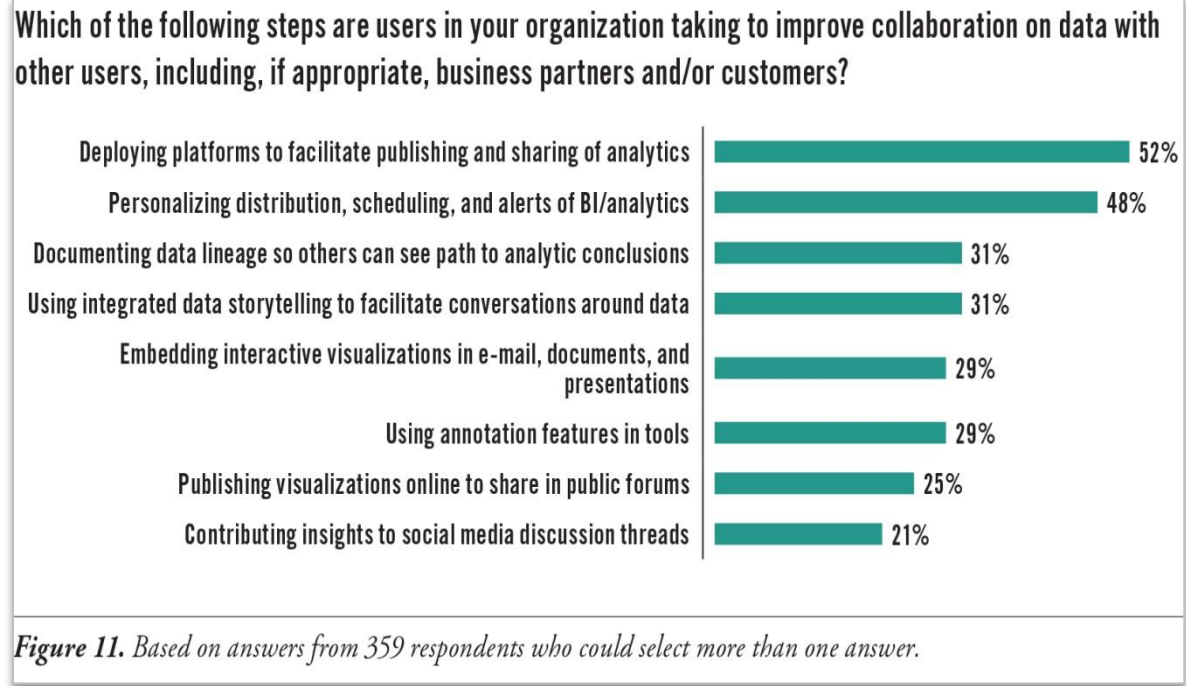 Which of the following steps are users in your organization taking to improve collaboration on data with
other users, including, if appropriate, business partners and/or customers?
Deploying platforms to facilitate publishing and sharing of analytics 52%
Personalizing distribution, scheduling, and alerts of BI/analytics 48%
Documenting data lineage so others can see path to analytic conclusions 31%
Using integrated data storytelling to facilitate conversations around data 31%
Embedding interactive visualizations in e-mail, documents, and
presentations 29%
Using annotation features in tools 29%
Publishing visualizations online to share in public forums 25%
Contributing insights to social media discussion threads 21%
Figure 11. Based on answers from 359 respondents who could select more than one answer.